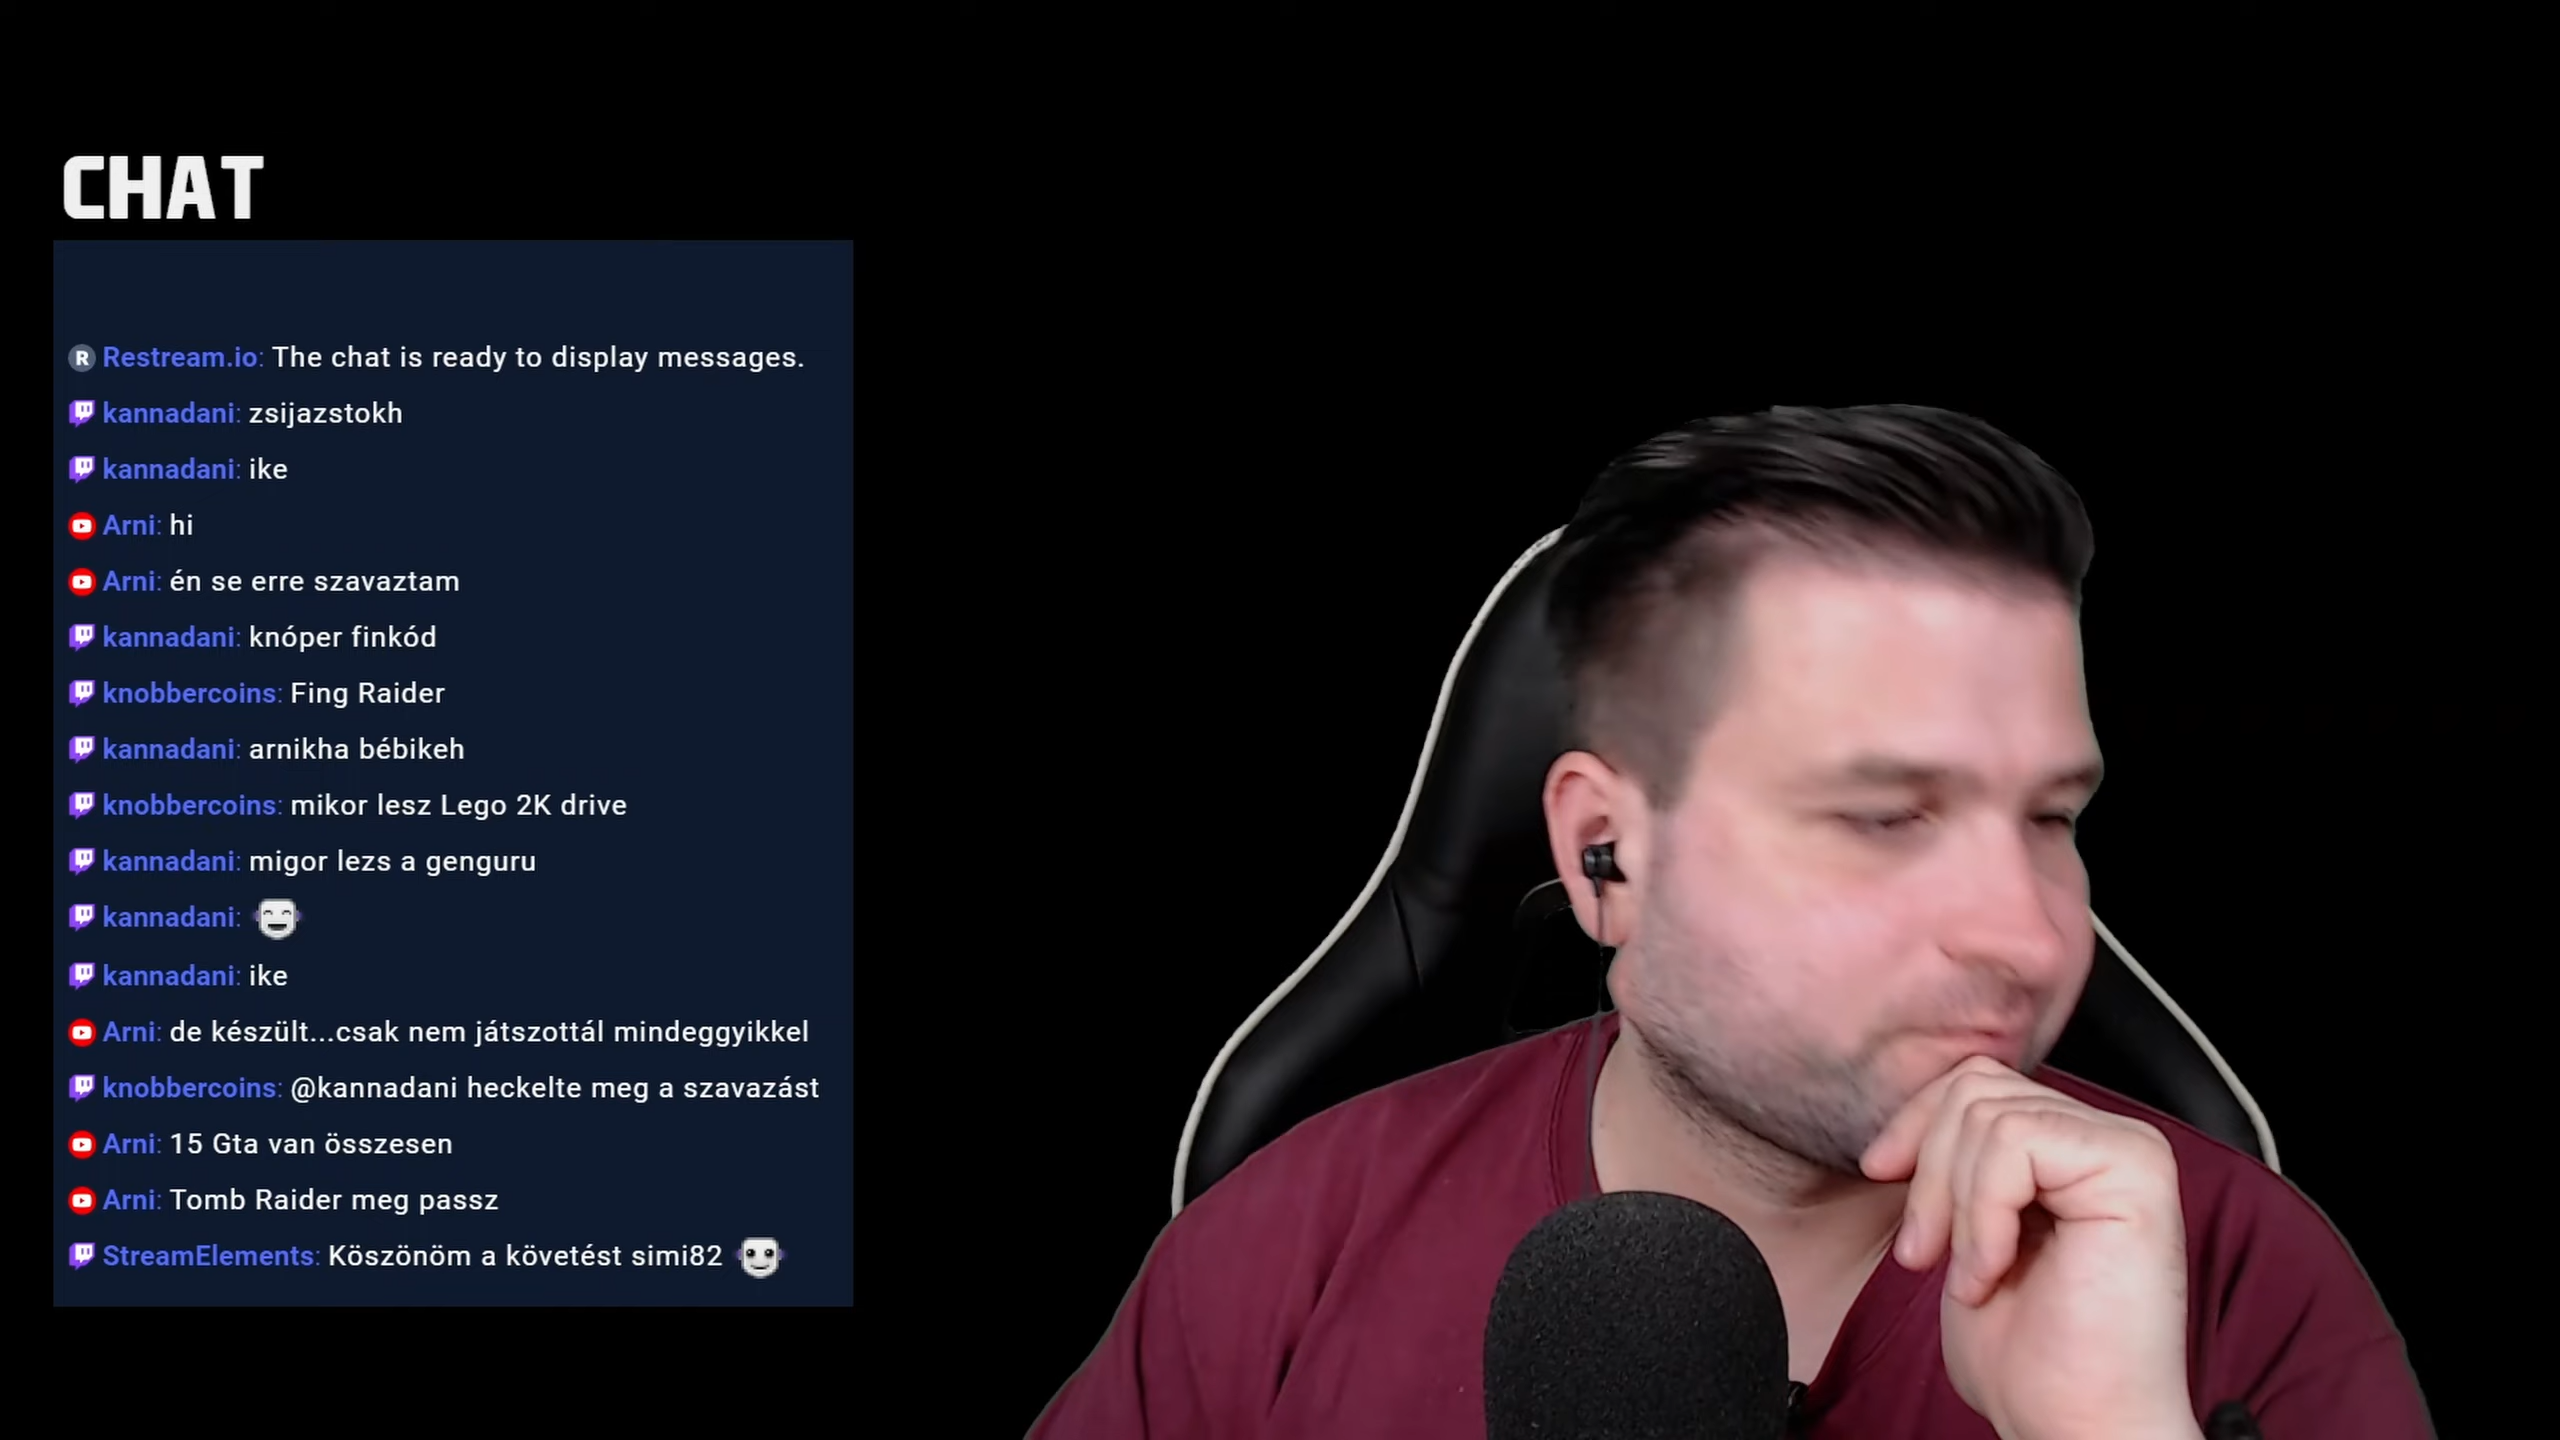 CHAT
R Restream.io: The chat is ready to display messages.
kannadani: zsijazstokh
kannadani: ike
Arni: hi
Arni: én se erre szavaztam
kannadani: knóper finkód
knobbercoins: Fing Raider
kannadani: arnikha bébikeh
knobbercoins: mikor lesz Lego 2K drive
kannadani: migor lezs a genguru
kannadani:
kannadani: ike
Arni: de készült...csak nem játszottál mindeggyikkel
knobbercoins: @kannadani heckelte meg a szavazást
Arni: 15 Gta van összesen
Arni: Tomb Raider meg passz
StreamElements: Köszönöm a követést simi82